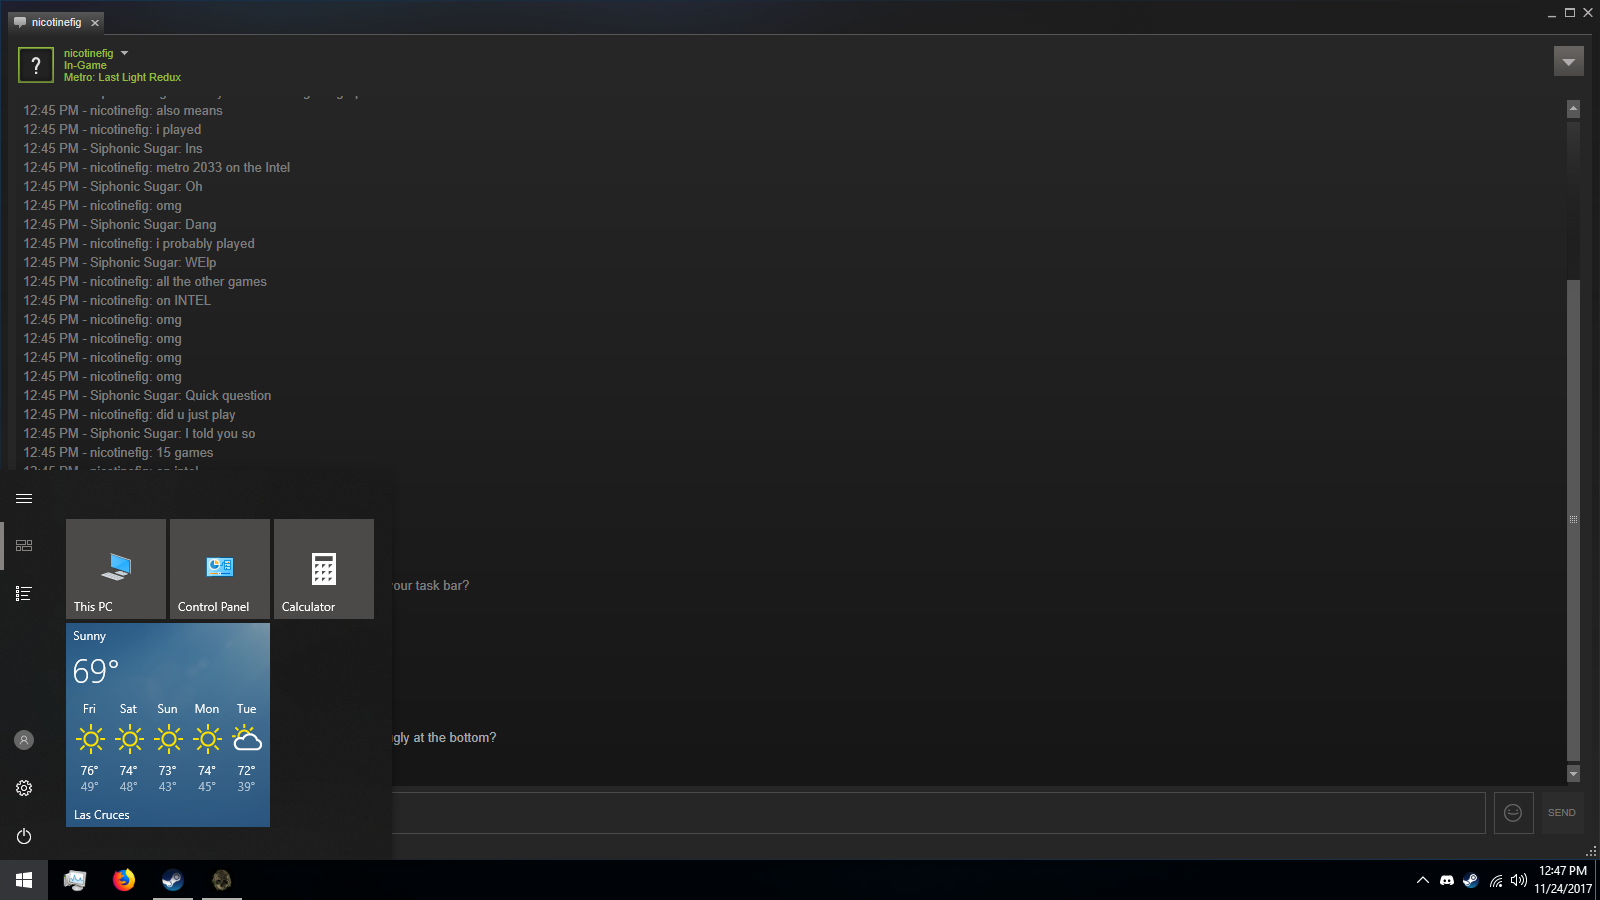 nicotinefig
nicotinefig
In-Game
Metro: Last Light Redux
12:45 PM - nicotinefig: also means
12:45 PM - nicotinefig: i played
12:45 PM - Siphonic Sugar: Ins
12:45 PM - nicotinefig: metro 2033 on the Intel
12:45 PM - Siphonic Sugar: Oh
12:45 PM - nicotinefig: omg
12:45 PM - Siphonic Sugar: Dang
12:45 PM - nicotinefig: i probably played
12:45 PM - Siphonic Sugar: WElp
12:45 PM - nicotinefig: all the other games
12:45 PM - nicotinefig: on INTEL
12:45 PM - nicotinefig: omg
12:45 PM - nicotinefig: omg
12:45 PM - nicotinefig: omg
12:45 PM - nicotinefig: omg
12:45 PM - Siphonic Sugar: Quick question
12:45 PM - nicotinefig: did u just play
12:45 PM - Siphonic Sugar: I told you so
12:45 PM - nicotinefig: 15 games
12:45 PM - nicotinefig: on intel
our task bar?
This PC
Control Panel
Calculator
Sunny
69°
Fri Sat Sun Mon Tue
76° 74° 73° 74° 72°
49° 48° 43° 45° 39°
Las Cruces
gly at the bottom?
SEND
12:47 PM
11/24/2017